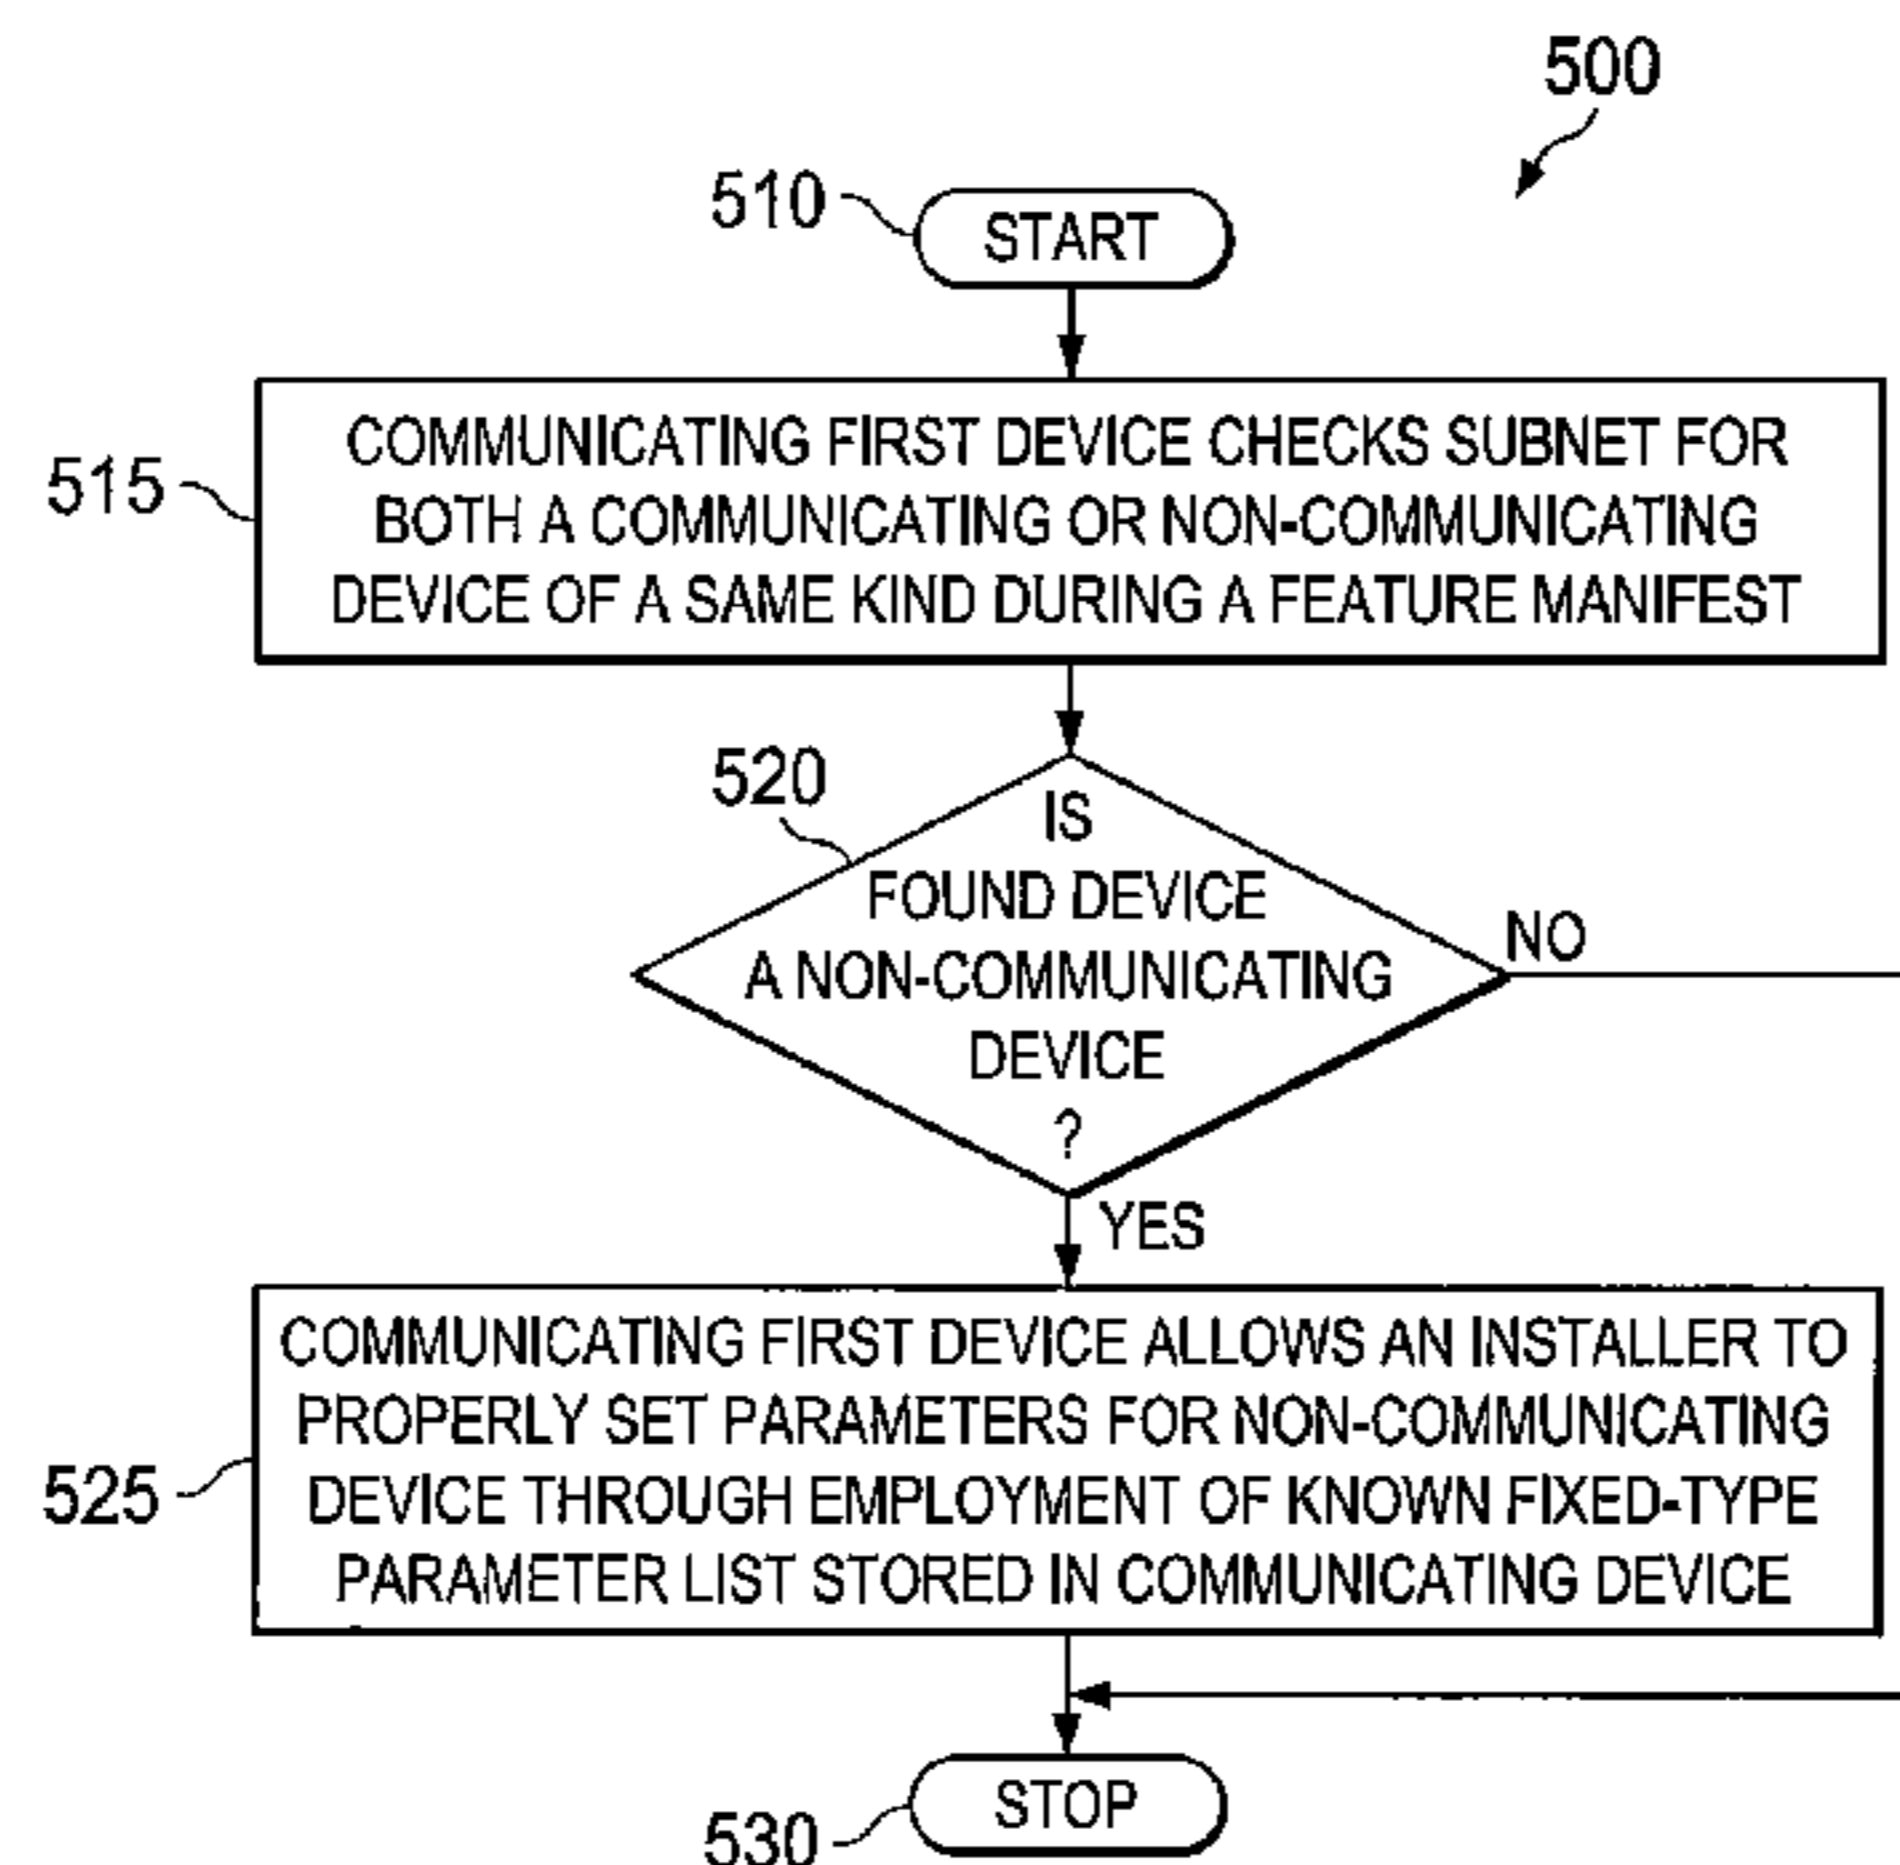 500
510
START
515
COMMUNICATING FIRST DEVICE CHECKS SUBNET FOR
BOTH A COMMUNICATING OR NON-COMMUNICATING
DEVICE OF A SAME KIND DURING A FEATURE MANIFEST
520
IS
FOUND DEVICE
A NON-COMMUNICATING
DEVICE
?
NO
YES
525
COMMUNICATING FIRST DEVICE ALLOWS AN INSTALLER TO
PROPERLY SET PARAMETERS FOR NON-COMMUNICATING
DEVICE THROUGH EMPLOYMENT OF KNOWN FIXED-TYPE
PARAMETER LIST STORED IN COMMUNICATING DEVICE
STOP
530